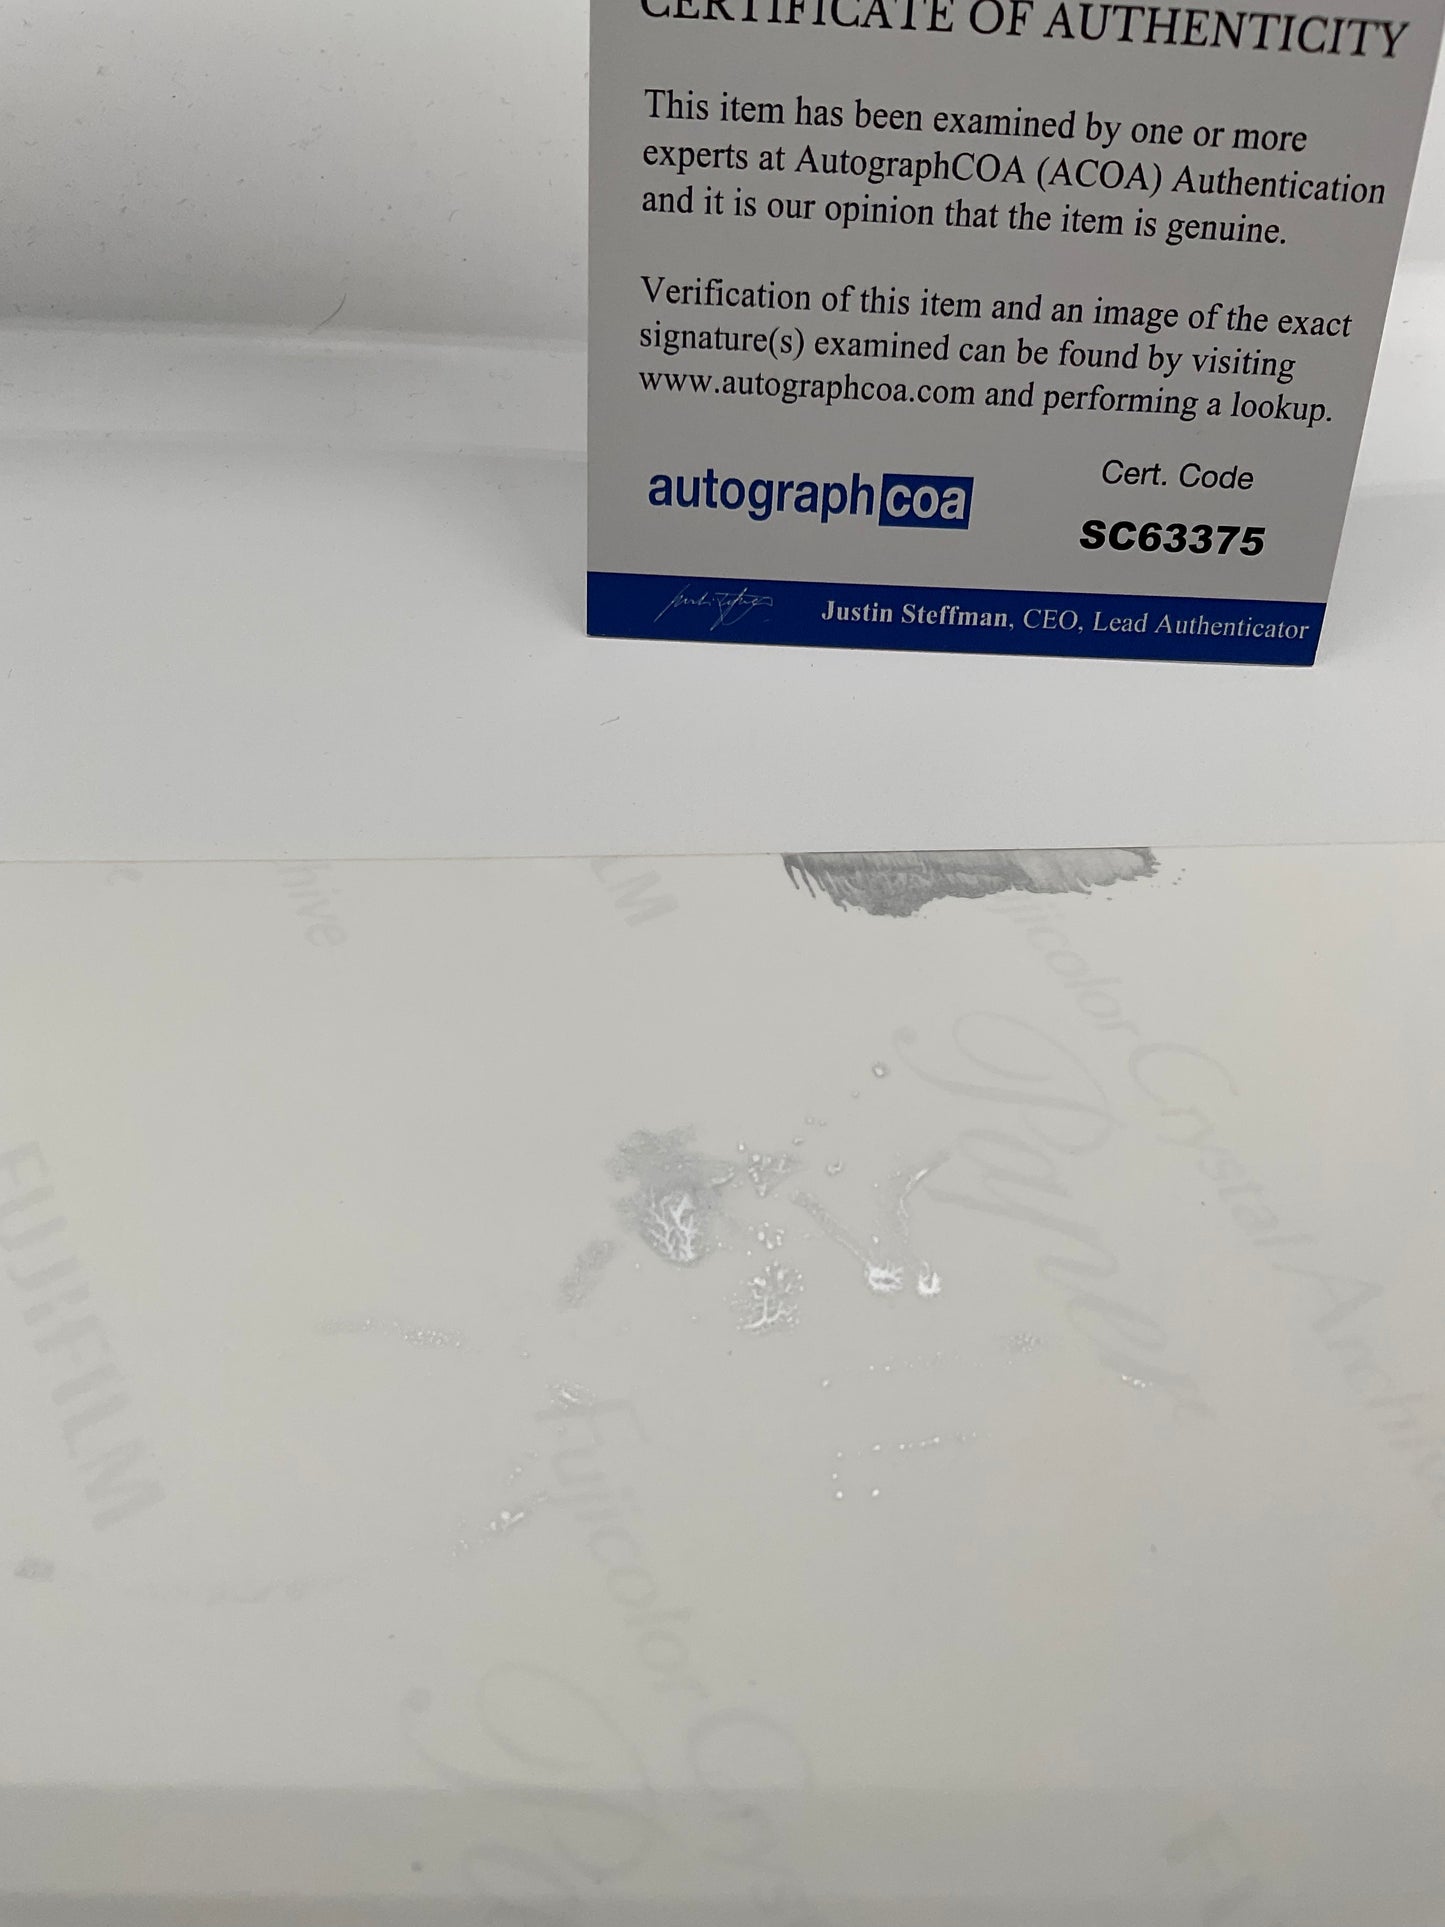 CERTIFICATE OF AUTHENTICITY
This item has been examined by one or more
experts at AutographCOA (ACOA) Authentication
and it is our opinion that the item is genuine.
Verification of this item and an image of the exact
signature(s) examined can be found by visiting
www.autographcoa.com and performing a lookup.
autographcoa
Cert. Code
SC63375
Justin Steffman, CEO, Lead Authenticator
hive
LM
Fujicolor Crystal Archive
Paper
FUJIFILM
Fujicolor Crys